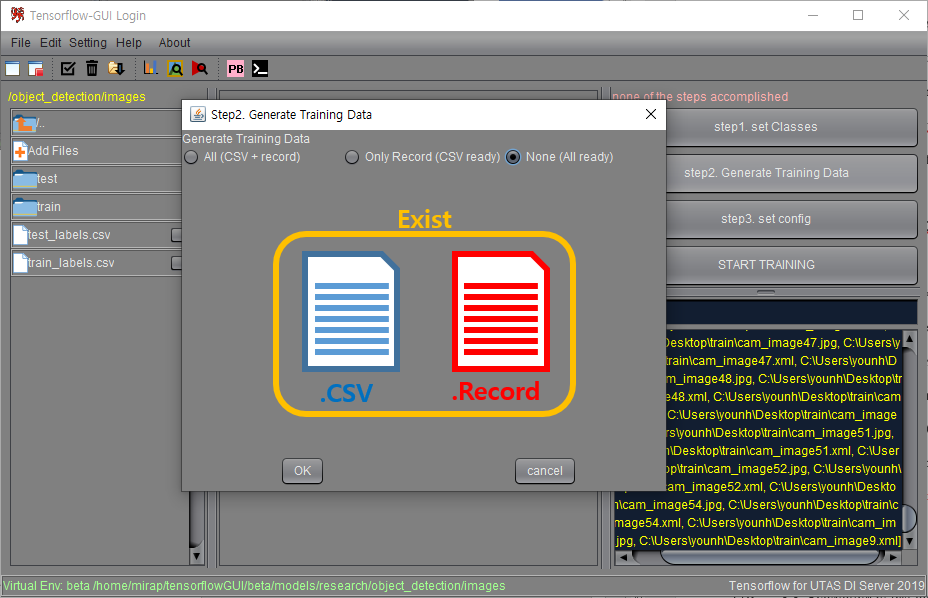 Tensorflow-GUI Login
File Edit Setting Help About
PB
/object_detection/images
none of the steps accomplished
/..
Add Files
test
train
test_labels.csv
train_labels.csv
Step2. Generate Training Data
Generate Training Data
All (CSV + record)
Only Record (CSV ready)
None (All ready)
Exist
.CSV
.Record
OK
cancel
step1. set Classes
step2. Generate Training Data
step3. set config
START TRAINING
Desktop\train\cam_image47.jpg, C:\Users\y
train\cam_image47.xml, C:\Users\younh\D
m_image48.jpg, C:\Users\younh\Desktop\tr
e48.xml, C:\Users\younh\Desktop\train\cam
C:\Users\younh\Desktop\train\cam_image
rs\younh\Desktop\train\cam_image51.jpg,
\Desktop\train\cam_image51.xml, C:\User
op\train\cam_image52.jpg, C:\Users\younh\
cam_image52.xml, C:\Users\younh\Deskto
\cam_image54.jpg, C:\Users\younh\Desktop\train\c
mage54.xml, C:\Users\younh\Desktop\train\cam_im
jpg, C:\Users\younh\Desktop\train\cam_image9.xml]
Virtual Env: beta /home/mirap/tensorflowGUI/beta/models/research/object_detection/images
Tensorflow for UTAS DI Server 2019